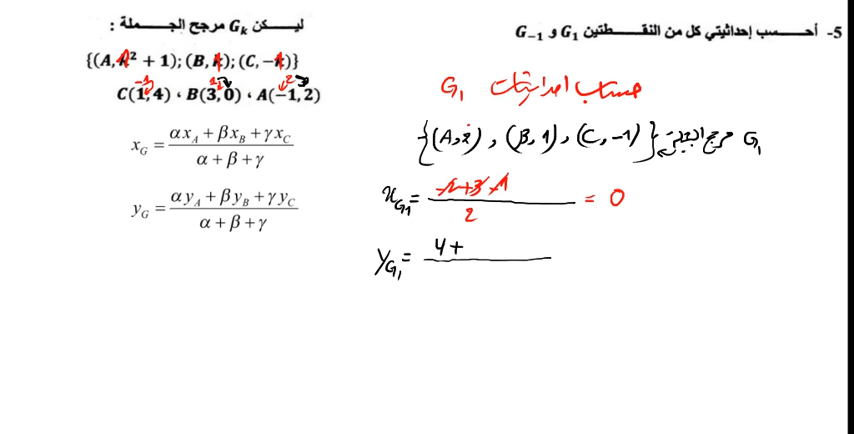 5- أحسب إحداثيتي كل من النقطتين G₁ و G₋₁
ليكن Gₖ مرجح الجملة :
{(A, k² + 1); (B, k); (C, −k)}
C(1,4) ، B(3,0) ، A(−1,2)
x_G = (αx_A + βx_B + γx_C) / (α + β + γ)
y_G = (αy_A + βy_B + γy_C) / (α + β + γ)
حساب احداثيات G₁
G₁ مرجح الجملة {(A,2), (B,1), (C,−1)}
x_G₁ = (−2+3−1) / 2 = 0
y_G₁ = 4+